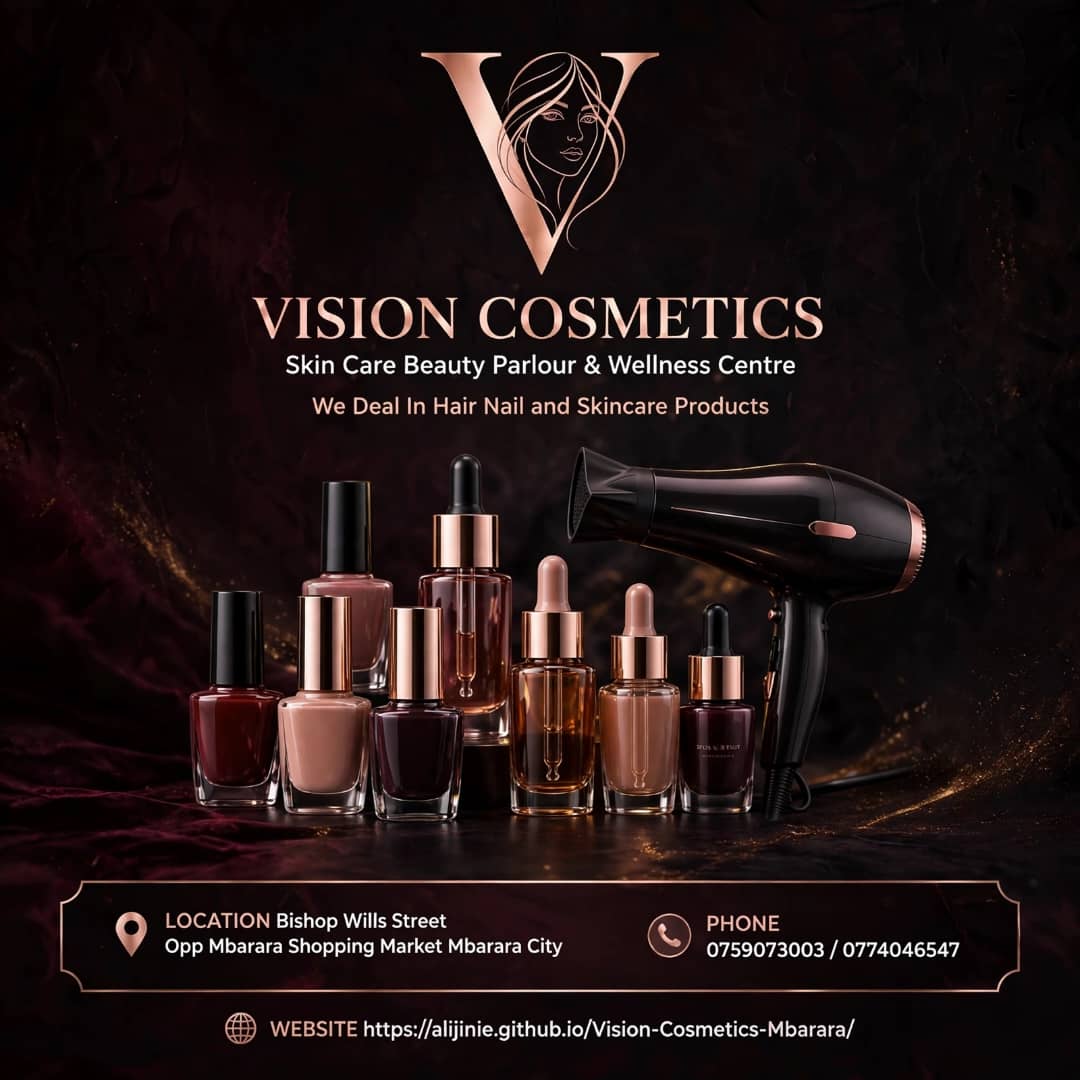 VISION COSMETICS
Skin Care Beauty Parlour & Wellness Centre
We Deal In Hair Nail and Skincare Products
LOCATION Bishop Wills Street
Opp Mbarara Shopping Market Mbarara City
PHONE
0759073003 / 0774046547
WEBSITE https://alijinie.github.io/Vision-Cosmetics-Mbarara/